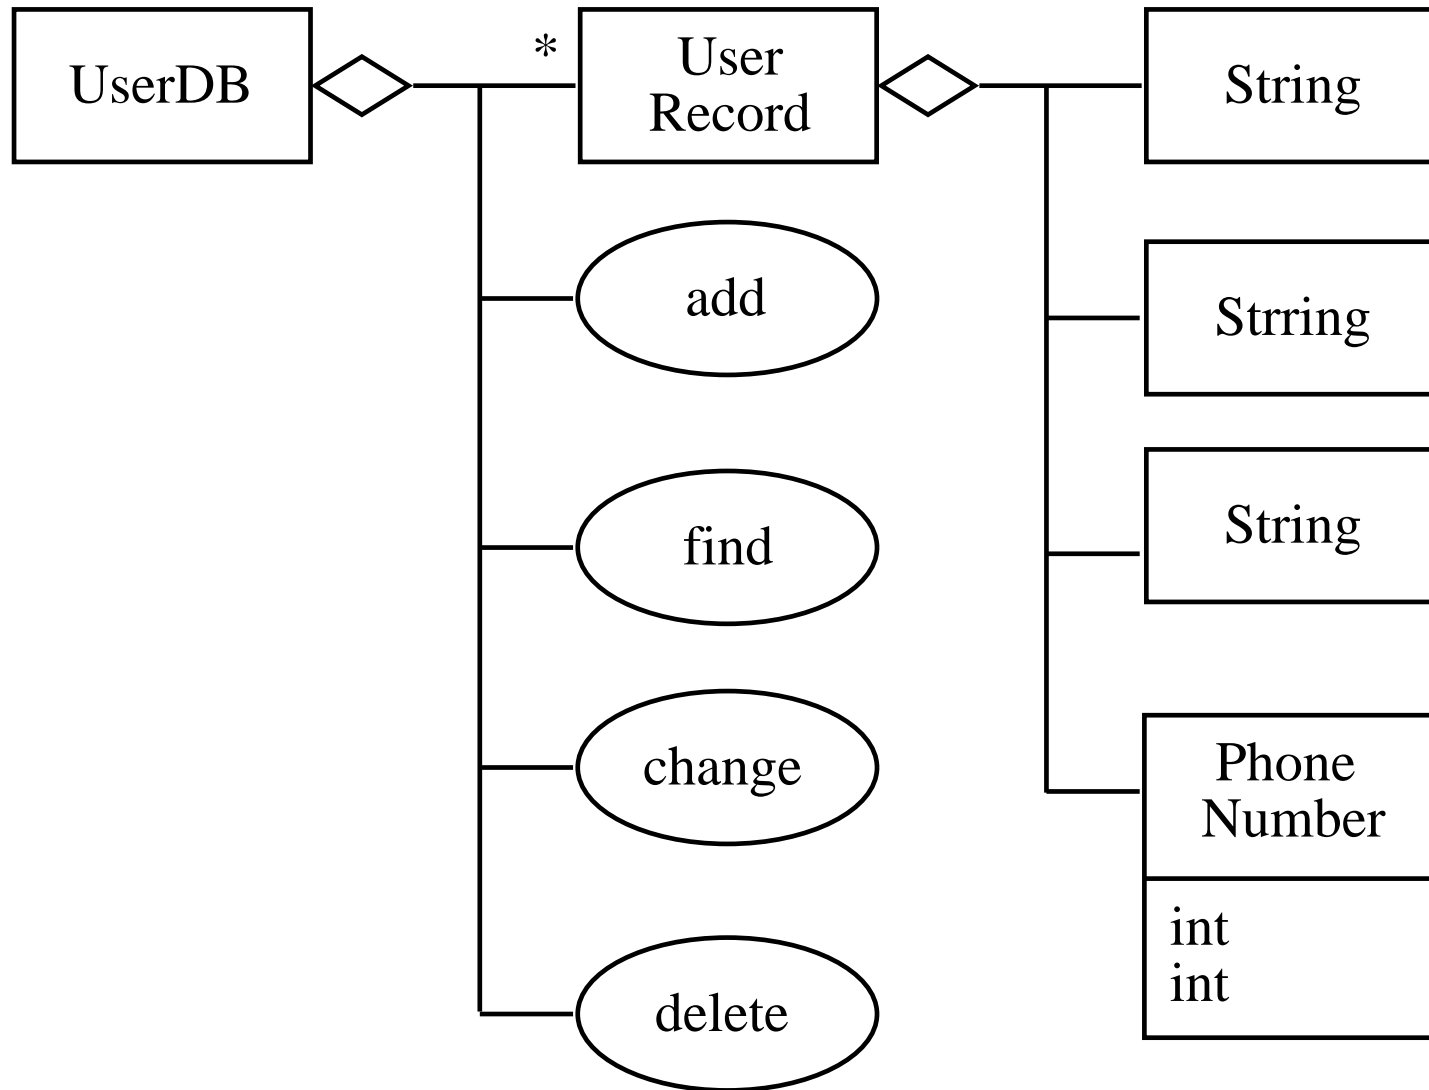 UserDB
*
User
Record
String
add
Strring
find
String
change
Phone
Number
int
int
delete